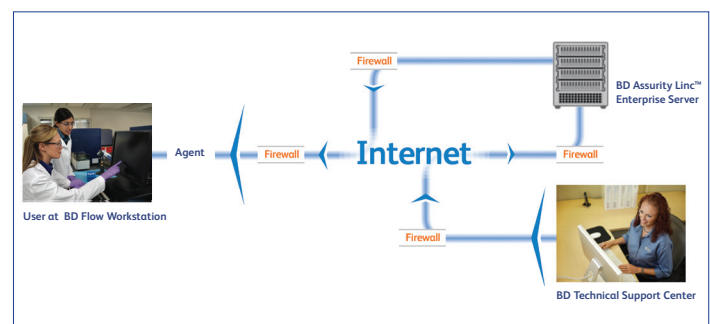 Firewall
BD Assurity Linc™
Enterprise Server
Agent
Firewall
Internet
Firewall
User at BD Flow Workstation
Firewall
BD Technical Support Center